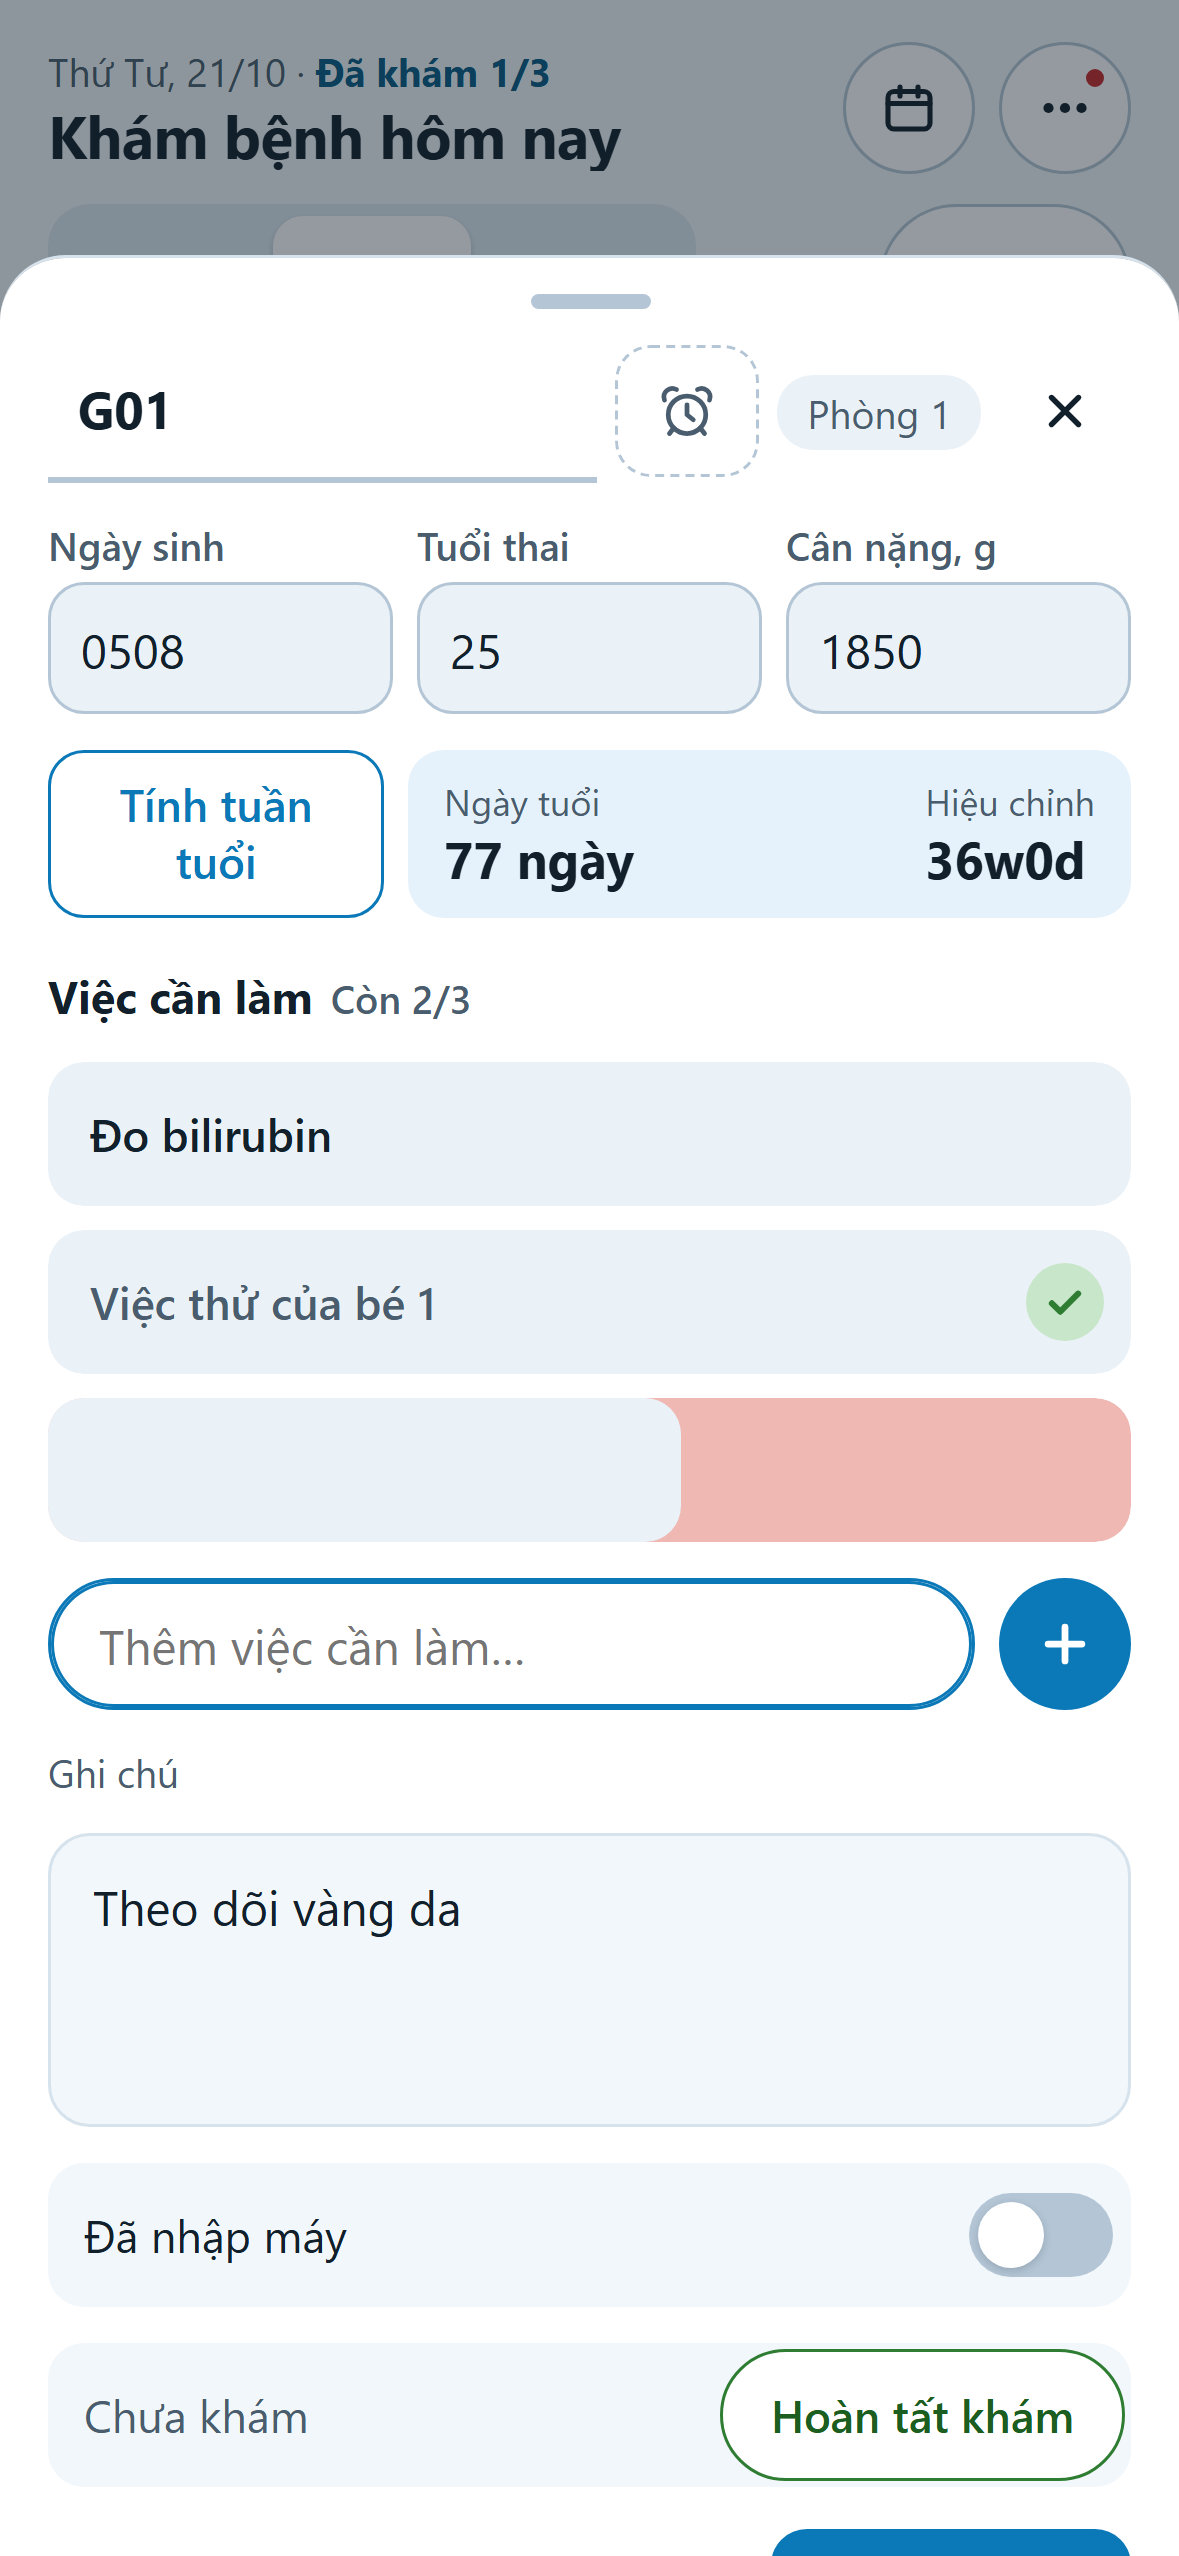 Thứ Tư, 21/10 · Đã khám 1/3
Khám bệnh hôm nay
G01
Phòng 1
Ngày sinh
Tuổi thai
Cân nặng, g
0508
25
1850
Tính tuần
tuổi
Ngày tuổi
Hiệu chỉnh
77 ngày
36w0d
Việc cần làm Còn 2/3
Đo bilirubin
Việc thử của bé 1
Thêm việc cần làm...
Ghi chú
Theo dõi vàng da
Đã nhập máy
Chưa khám
Hoàn tất khám